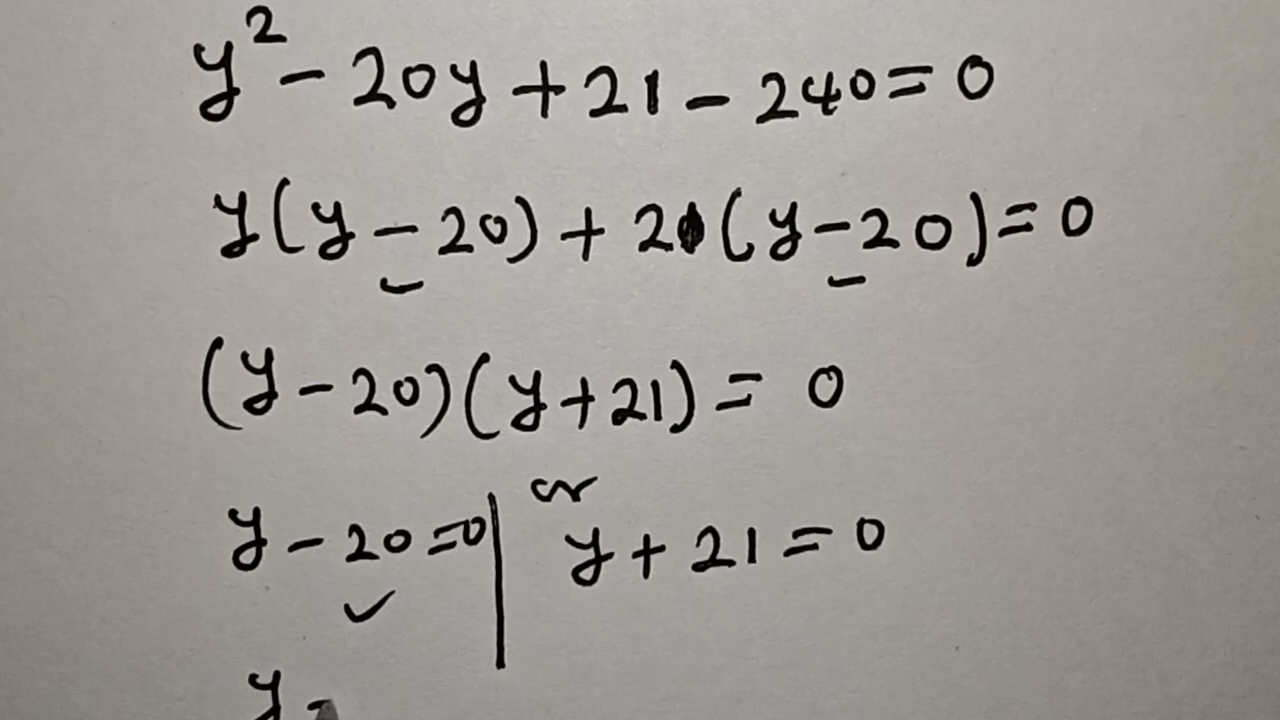 y² - 20y + 21 - 240 = 0
y(y - 20) + 21(y - 20) = 0
(y - 20)(y + 21) = 0
y - 20 = 0 | or y + 21 = 0
y =